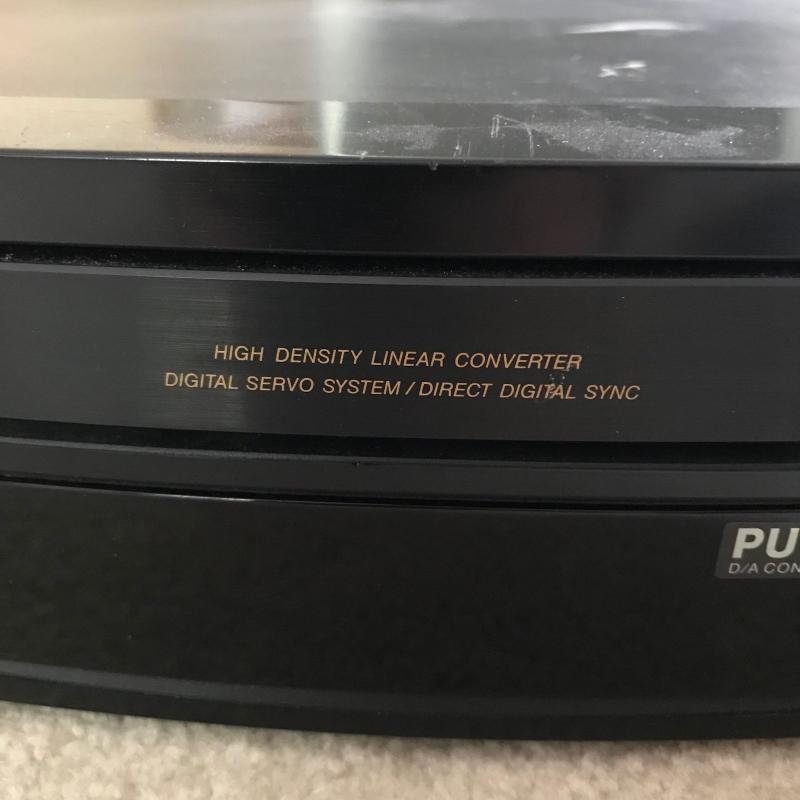 HIGH DENSITY LINEAR CONVERTER
DIGITAL SERVO SYSTEM / DIRECT DIGITAL SYNC
PU
D/A CON